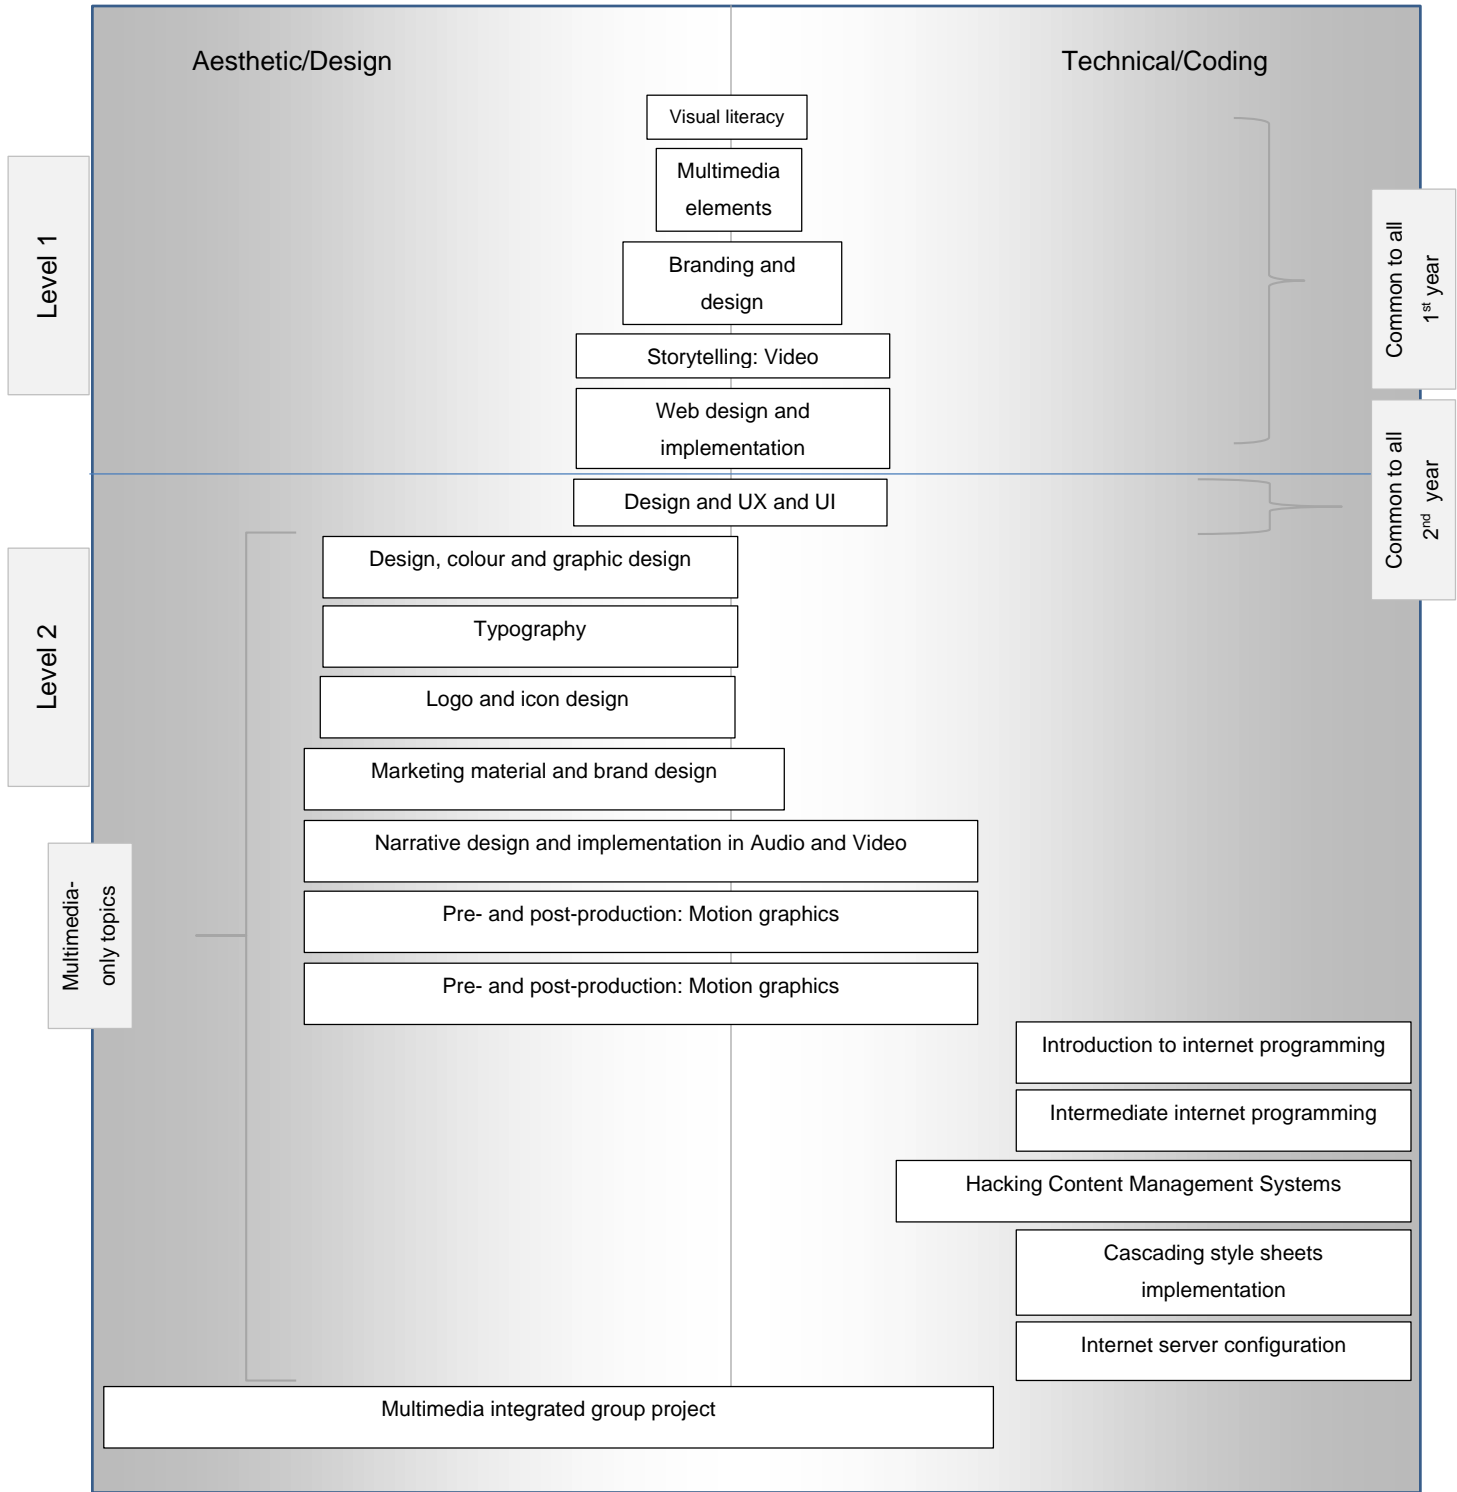 Aesthetic/Design
Technical/Coding
Visual literacy
Multimedia
elements
Level 1
Branding and
design
Common to all
1st year
Storytelling: Video
Web design and
implementation
Design and UX and UI
Common to all
2nd year
Design, colour and graphic design
Typography
Level 2
Logo and icon design
Marketing material and brand design
Narrative design and implementation in Audio and Video
Pre- and post-production: Motion graphics
Multimedia-
only topics
Pre- and post-production: Motion graphics
Introduction to internet programming
Intermediate internet programming
Hacking Content Management Systems
Cascading style sheets
implementation
Internet server configuration
Multimedia integrated group project